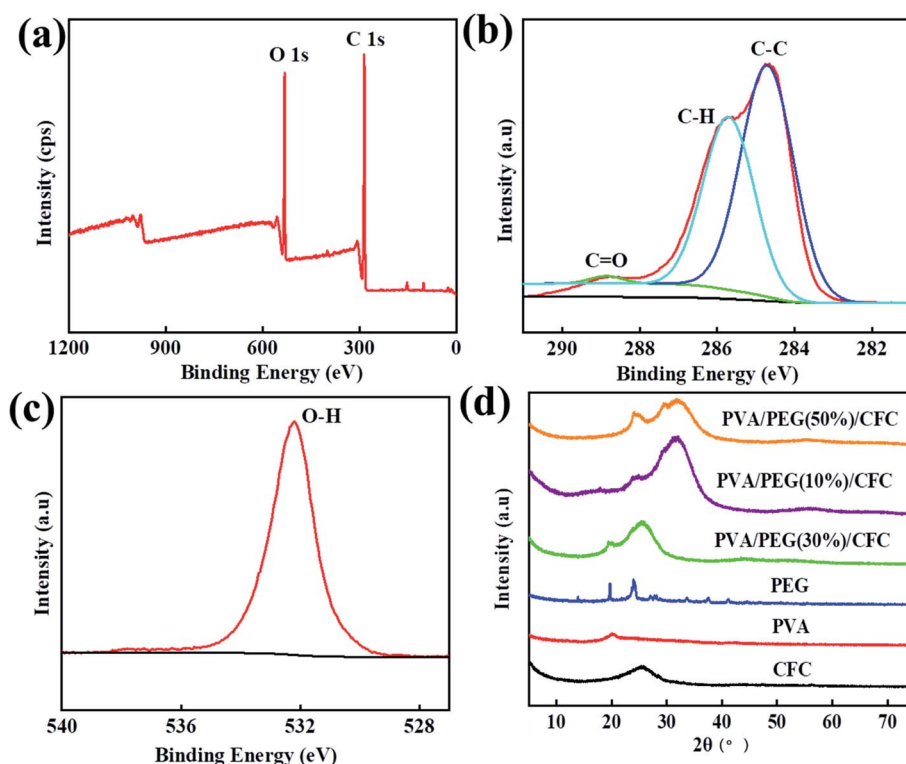 (a)
O 1s
C 1s
Intensity (cps)
1200 900 600 300 0
Binding Energy (eV)
(b)
C-C
C-H
C=O
Intensity (a.u)
290 288 286 284 282
Binding Energy (eV)
(c)
O-H
Intensity (a.u)
540 536 532 528
Binding Energy (eV)
(d)
PVA/PEG(50%)/CFC
PVA/PEG(10%)/CFC
PVA/PEG(30%)/CFC
PEG
PVA
CFC
Intensity (a.u)
10 20 30 40 50 60 70
2θ (°)